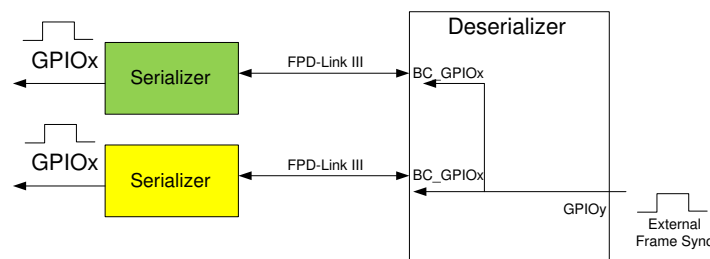 Deserializer
GPIOx
Serializer
FPD-Link III
BC_GPIOx
GPIOx
Serializer
FPD-Link III
BC_GPIOx
GPIOy
External
Frame Sync